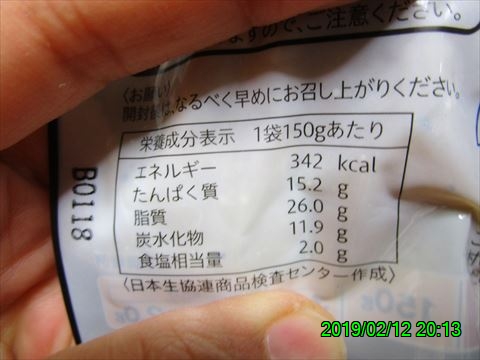 ますので、ご注意ください。
〈お願い〉
開封後は、なるべく早めにお召し上がりください。
栄養成分表示 1袋150gあたり
エネルギー 342 kcal
たんぱく質 15.2 g
脂質 26.0 g
炭水化物 11.9 g
食塩相当量 2.0 g
〈日本生協連商品検査センター作成〉
B0118
150g
2019/02/12 20:13